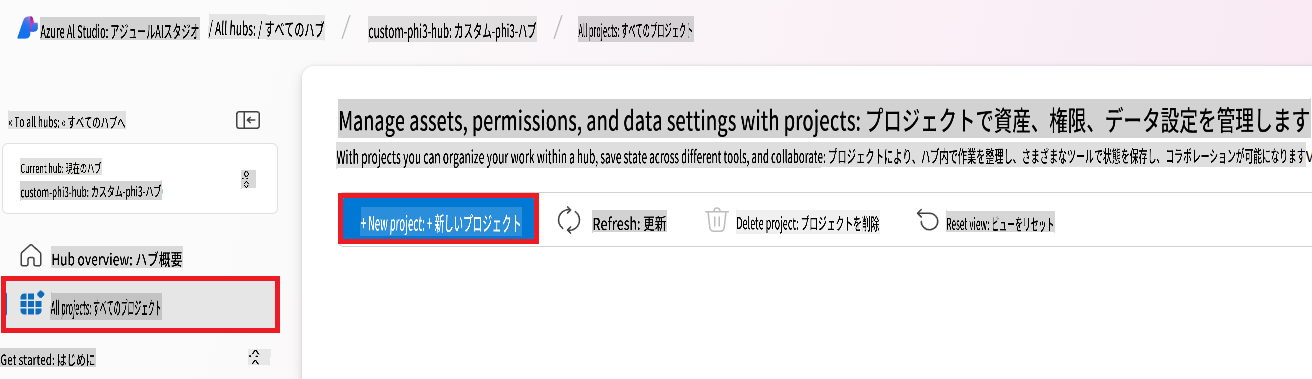 Azure AI Studio: アジュールAIスタジオ / All hubs: / すべてのハブ / custom-phi3-hub: カスタム-phi3-ハブ / All projects: すべてのプロジェクト
« To all hubs: « すべてのハブへ
Current hub: 現在のハブ
custom-phi3-hub: カスタム-phi3-ハブ
Hub overview: ハブ概要
All projects: すべてのプロジェクト
Get started: はじめに
Manage assets, permissions, and data settings with projects: プロジェクトで資産、権限、データ設定を管理します
With projects you can organize your work within a hub, save state across different tools, and collaborate: プロジェクトにより、ハブ内で作業を整理し、さまざまなツールで状態を保存し、コラボレーションが可能になります
+ New project: + 新しいプロジェクト
Refresh: 更新
Delete project: プロジェクトを削除
Reset view: ビューをリセット